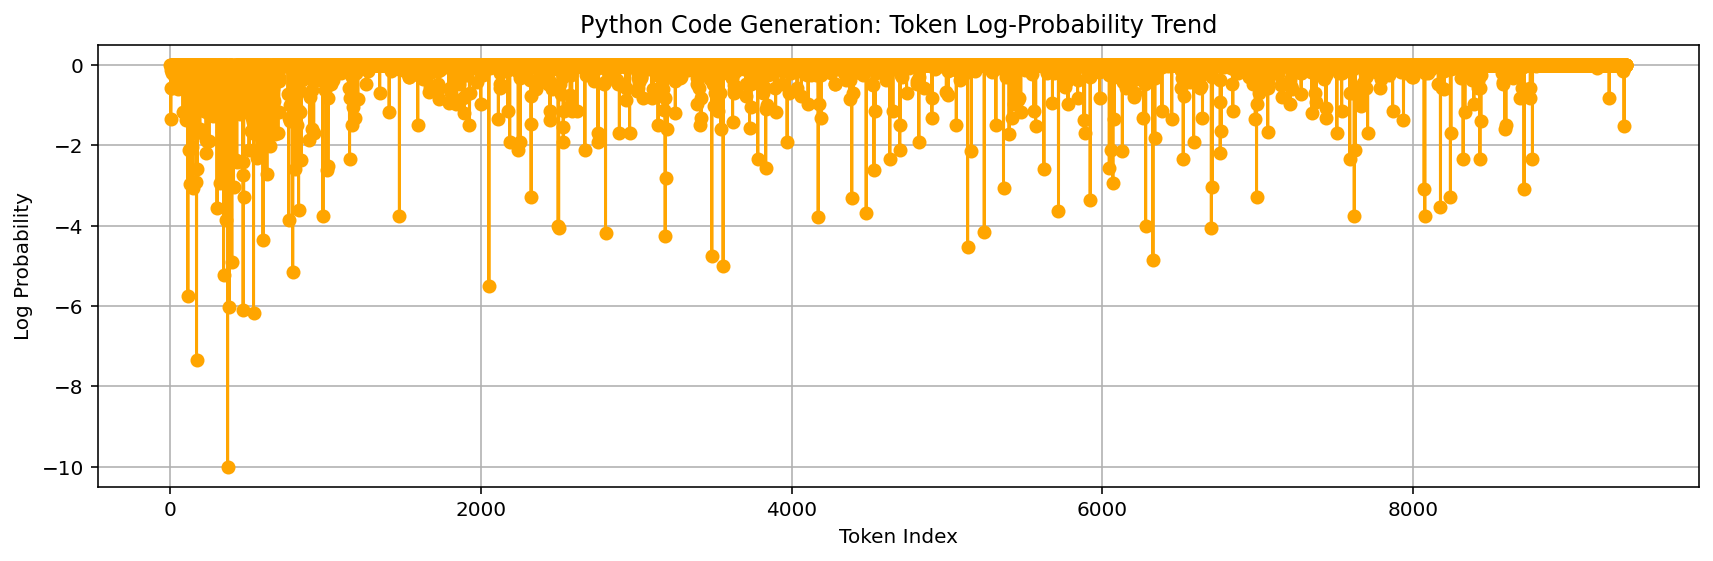 Python Code Generation: Token Log-Probability Trend
Log Probability
0
−2
−4
−6
−8
−10
0 2000 4000 6000 8000
Token Index